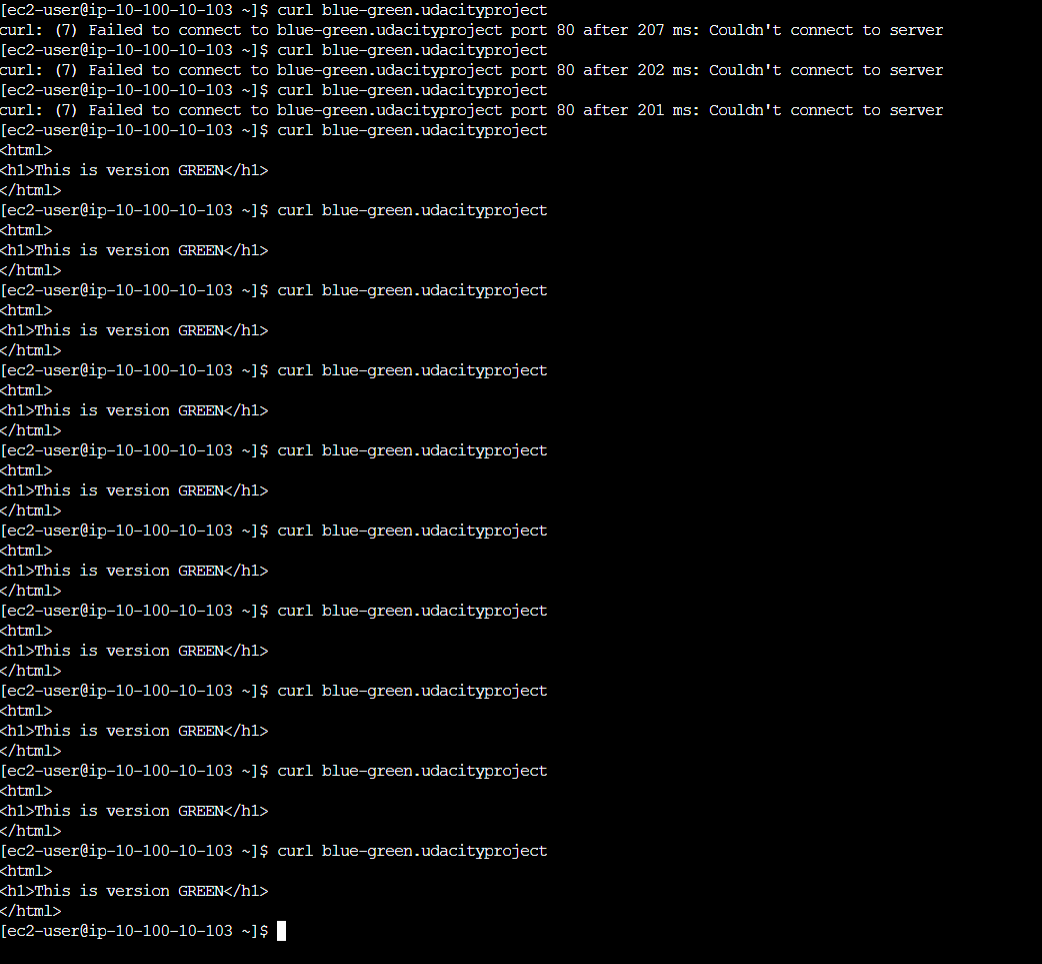 [ec2-user@ip-10-100-10-103 ~]$ curl blue-green.udacityproject
curl: (7) Failed to connect to blue-green.udacityproject port 80 after 207 ms: Couldn't connect to server
[ec2-user@ip-10-100-10-103 ~]$ curl blue-green.udacityproject
curl: (7) Failed to connect to blue-green.udacityproject port 80 after 202 ms: Couldn't connect to server
[ec2-user@ip-10-100-10-103 ~]$ curl blue-green.udacityproject
curl: (7) Failed to connect to blue-green.udacityproject port 80 after 201 ms: Couldn't connect to server
[ec2-user@ip-10-100-10-103 ~]$ curl blue-green.udacityproject
<html>
<h1>This is version GREEN</h1>
</html>
[ec2-user@ip-10-100-10-103 ~]$ curl blue-green.udacityproject
<html>
<h1>This is version GREEN</h1>
</html>
[ec2-user@ip-10-100-10-103 ~]$ curl blue-green.udacityproject
<html>
<h1>This is version GREEN</h1>
</html>
[ec2-user@ip-10-100-10-103 ~]$ curl blue-green.udacityproject
<html>
<h1>This is version GREEN</h1>
</html>
[ec2-user@ip-10-100-10-103 ~]$ curl blue-green.udacityproject
<html>
<h1>This is version GREEN</h1>
</html>
[ec2-user@ip-10-100-10-103 ~]$ curl blue-green.udacityproject
<html>
<h1>This is version GREEN</h1>
</html>
[ec2-user@ip-10-100-10-103 ~]$ curl blue-green.udacityproject
<html>
<h1>This is version GREEN</h1>
</html>
[ec2-user@ip-10-100-10-103 ~]$ curl blue-green.udacityproject
<html>
<h1>This is version GREEN</h1>
</html>
[ec2-user@ip-10-100-10-103 ~]$ curl blue-green.udacityproject
<html>
<h1>This is version GREEN</h1>
</html>
[ec2-user@ip-10-100-10-103 ~]$ curl blue-green.udacityproject
<html>
<h1>This is version GREEN</h1>
</html>
[ec2-user@ip-10-100-10-103 ~]$